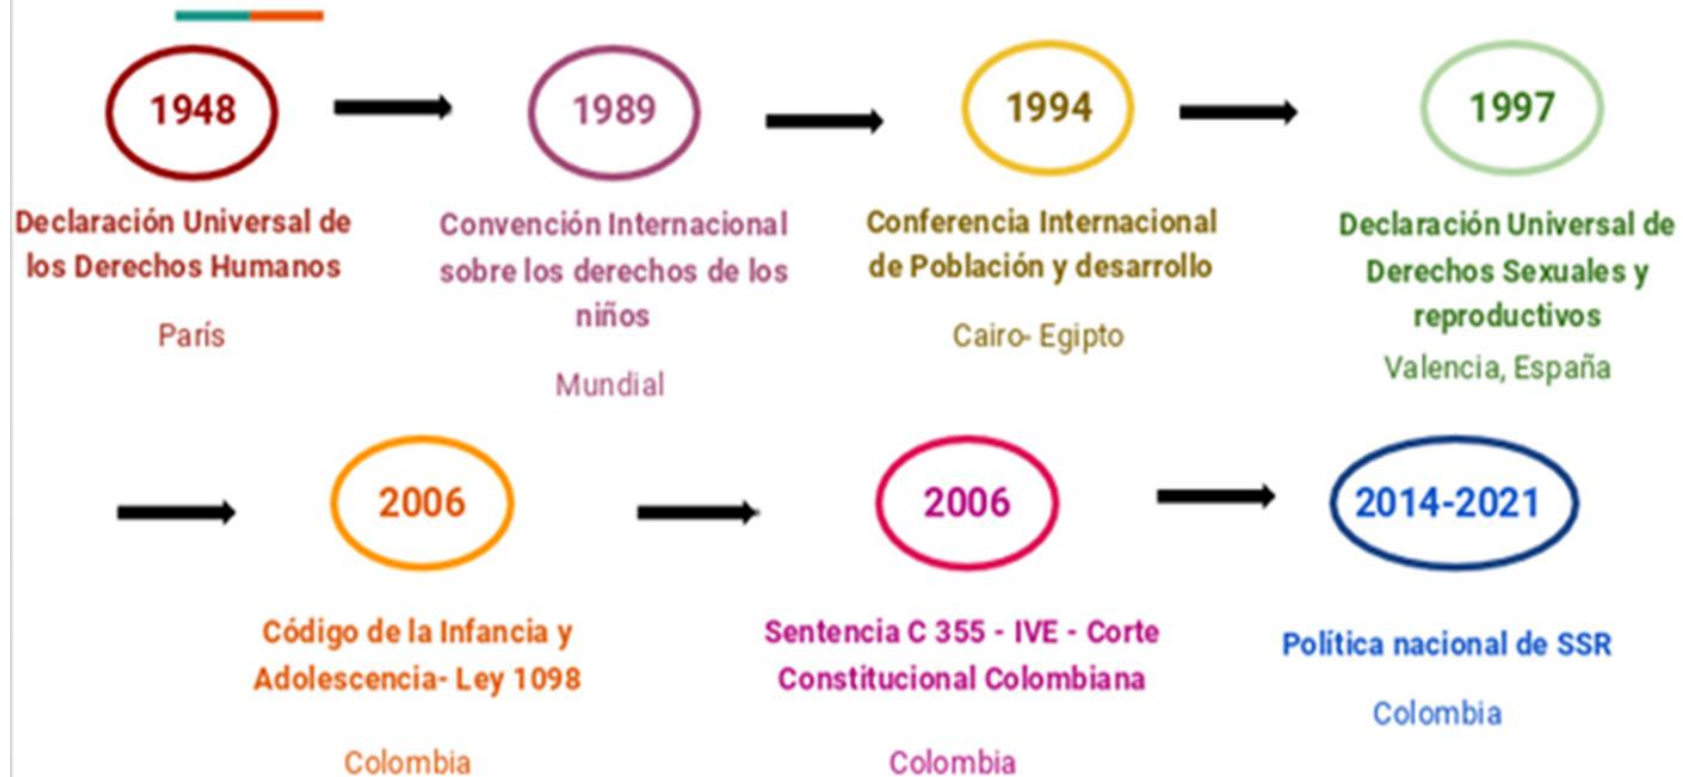 1948
1989
1994
1997
Declaración Universal de
los Derechos Humanos
París
Convención Internacional
sobre los derechos de los
niños
Mundial
Conferencia Internacional
de Población y desarrollo
Cairo- Egipto
Declaración Universal de
Derechos Sexuales y
reproductivos
Valencia, España
2006
2006
2014-2021
Código de la Infancia y
Adolescencia- Ley 1098
Colombia
Sentencia C 355 - IVE - Corte
Constitucional Colombiana
Colombia
Política nacional de SSR
Colombia